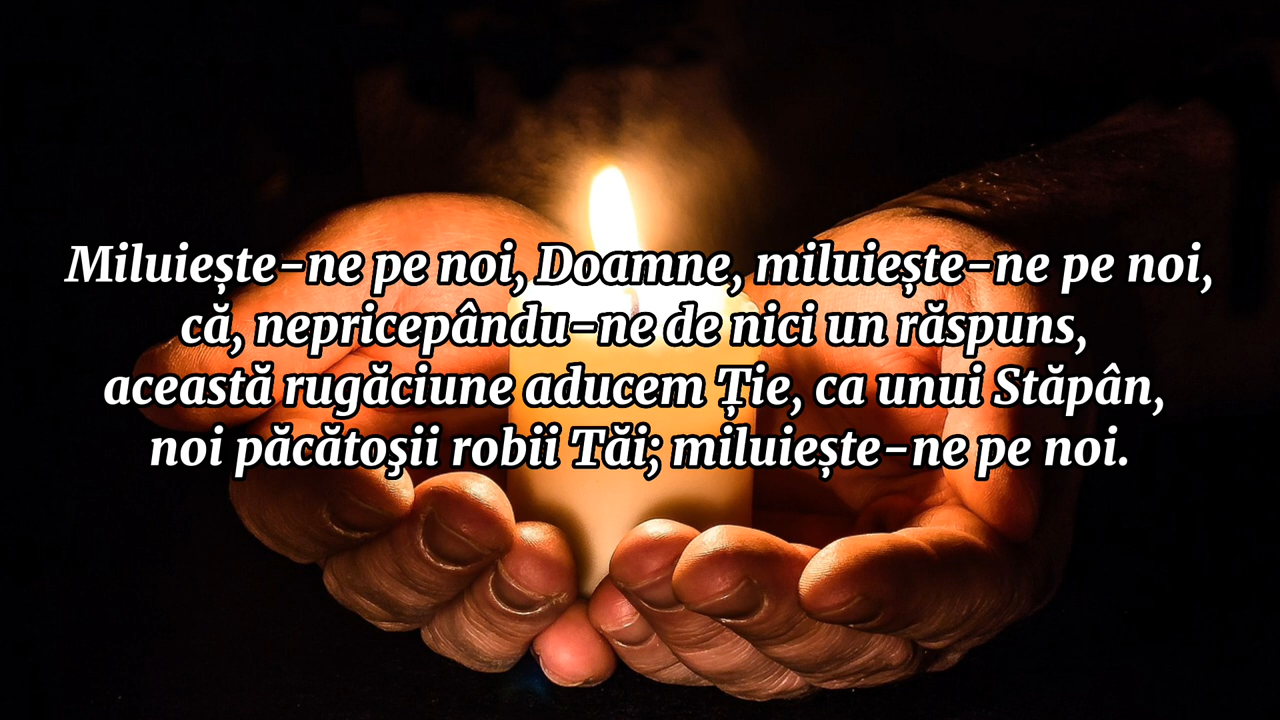 Miluiește-ne pe noi, Doamne, miluiește-ne pe noi,
că, nepricepându-ne de nici un răspuns,
această rugăciune aducem Ție, ca unui Stăpân,
noi păcătoşii robii Tăi; miluiește-ne pe noi.